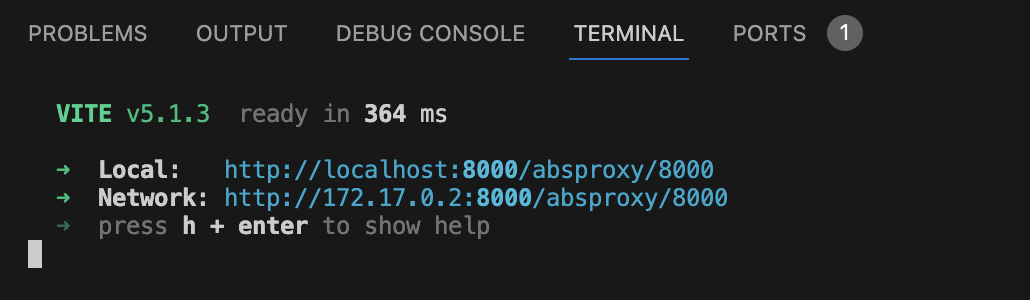 PROBLEMS OUTPUT DEBUG CONSOLE TERMINAL PORTS 1
VITE v5.1.3 ready in 364 ms
➜ Local: http://localhost:8000/absproxy/8000
➜ Network: http://172.17.0.2:8000/absproxy/8000
➜ press h + enter to show help